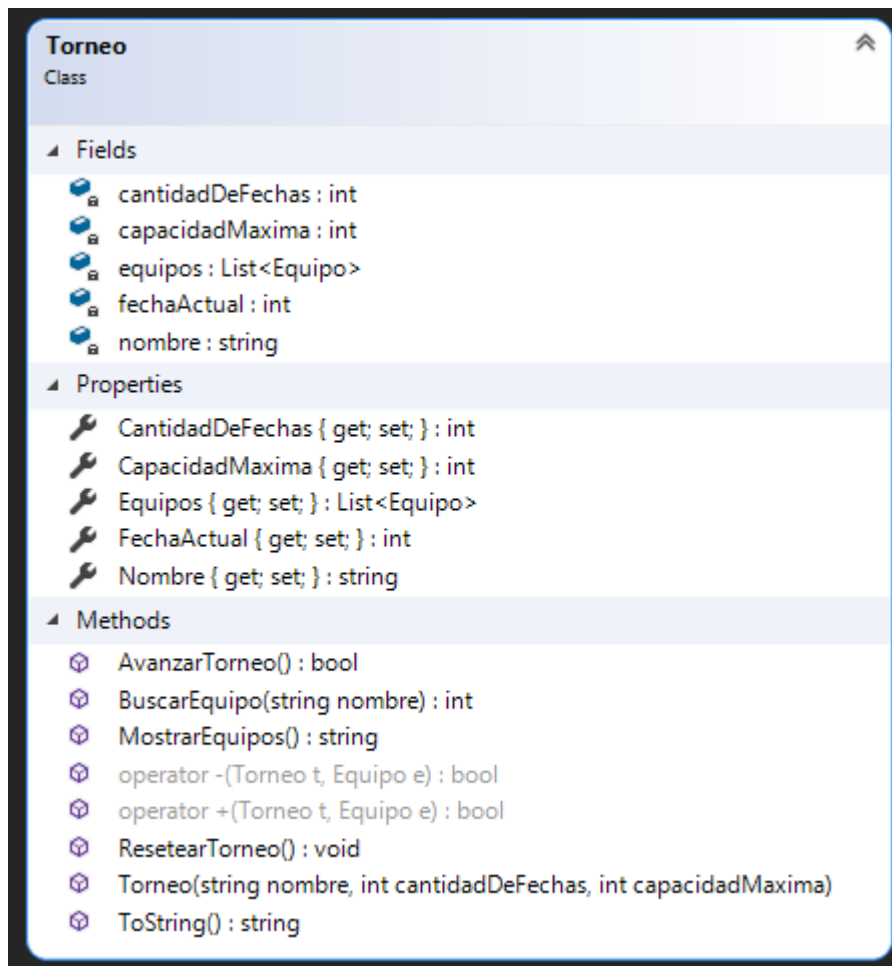 Torneo
Class
Fields
cantidadDeFechas : int
capacidadMaxima : int
equipos : List<Equipo>
fechaActual : int
nombre : string
Properties
CantidadDeFechas { get; set; } : int
CapacidadMaxima { get; set; } : int
Equipos { get; set; } : List<Equipo>
FechaActual { get; set; } : int
Nombre { get; set; } : string
Methods
AvanzarTorneo() : bool
BuscarEquipo(string nombre) : int
MostrarEquipos() : string
operator -(Torneo t, Equipo e) : bool
operator +(Torneo t, Equipo e) : bool
ResetearTorneo() : void
Torneo(string nombre, int cantidadDeFechas, int capacidadMaxima)
ToString() : string